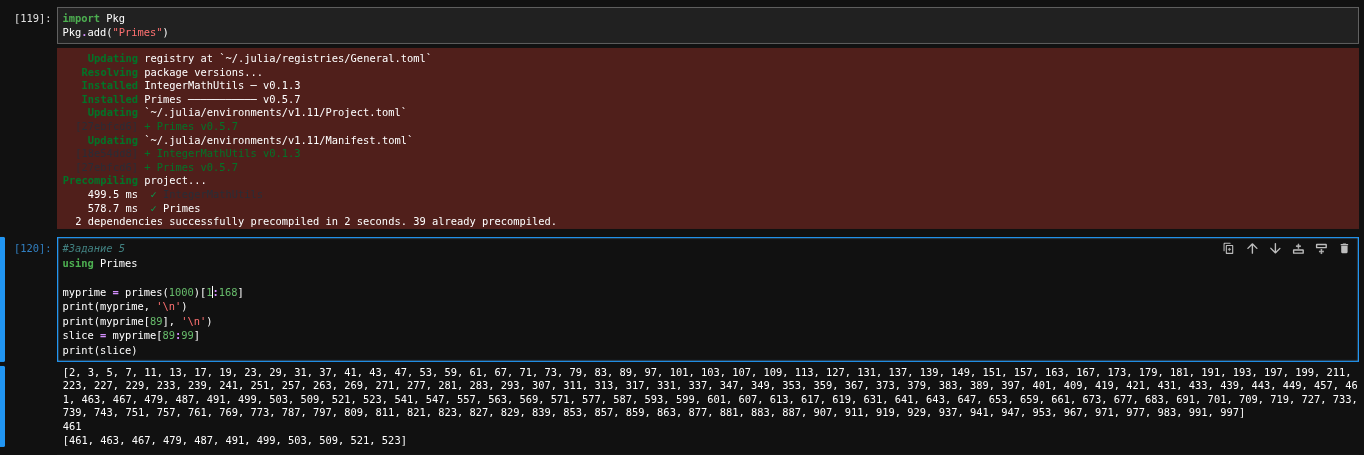 [119]: import Pkg
Pkg.add("Primes")
Updating registry at `~/.julia/registries/General.toml`
Resolving package versions...
Installed IntegerMathUtils ─ v0.1.3
Installed Primes ─────────── v0.5.7
Updating `~/.julia/environments/v1.11/Project.toml`
+ Primes v0.5.7
Updating `~/.julia/environments/v1.11/Manifest.toml`
+ IntegerMathUtils v0.1.3
+ Primes v0.5.7
Precompiling project...
499.5 ms ✓
578.7 ms ✓ Primes
2 dependencies successfully precompiled in 2 seconds. 39 already precompiled.
[120]: #Задание 5
using Primes
myprime = primes(1000)[1:168]
print(myprime, '\n')
print(myprime[89], '\n')
slice = myprime[89:99]
print(slice)
[2, 3, 5, 7, 11, 13, 17, 19, 23, 29, 31, 37, 41, 43, 47, 53, 59, 61, 67, 71, 73, 79, 83, 89, 97, 101, 103, 107, 109, 113, 127, 131, 137, 139, 149, 151, 157, 163, 167, 173, 179, 181, 191, 193, 197, 199, 211,
223, 227, 229, 233, 239, 241, 251, 257, 263, 269, 271, 277, 281, 283, 293, 307, 311, 313, 317, 331, 337, 347, 349, 353, 359, 367, 373, 379, 383, 389, 397, 401, 409, 419, 421, 431, 433, 439, 443, 449, 457, 46
1, 463, 467, 479, 487, 491, 499, 503, 509, 521, 523, 541, 547, 557, 563, 569, 571, 577, 587, 593, 599, 601, 607, 613, 617, 619, 631, 641, 643, 647, 653, 659, 661, 673, 677, 683, 691, 701, 709, 719, 727, 733,
739, 743, 751, 757, 761, 769, 773, 787, 797, 809, 811, 821, 823, 827, 829, 839, 853, 857, 859, 863, 877, 881, 883, 887, 907, 911, 919, 929, 937, 941, 947, 953, 967, 971, 977, 983, 991, 997]
461
[461, 463, 467, 479, 487, 491, 499, 503, 509, 521, 523]